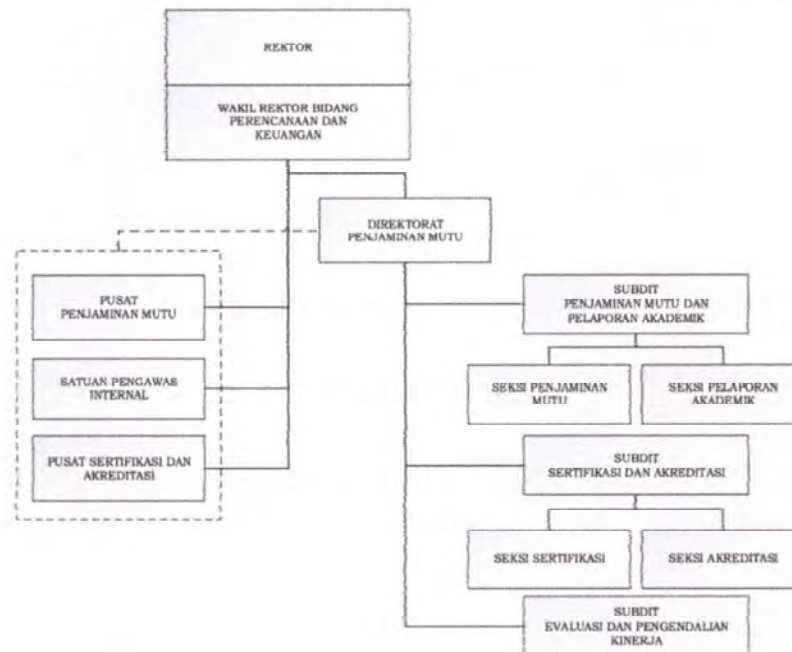 REKTOR
WAKIL REKTOR BIDANG
PERENCANAAN DAN
KEUANGAN
DIREKTORAT
PENJAMINAN MUTU
PUSAT
PENJAMINAN MUTU
SATUAN PENGAWAS
INTERNAL
PUSAT SERTIFIKASI DAN
AKREDITASI
SUBDIT
PENJAMINAN MUTU DAN
PELAPORAN AKADEMIK
SEKSI PENJAMINAN
MUTU
SEKSI PELAPORAN
AKADEMIK
SUBDIT
SERTIFIKASI DAN AKREDITASI
SEKSI SERTIFIKASI
SEKSI AKREDITASI
SUBDIT
EVALUASI DAN PENGENDALIAN
KINERJA